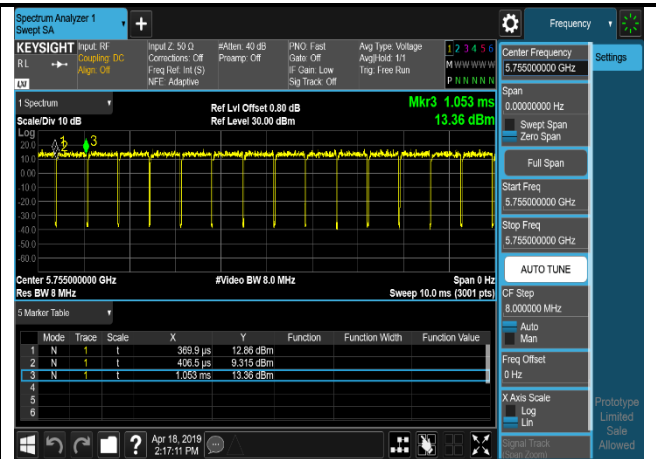 Spectrum Analyzer 1
Swept SA
+
Frequency
KEYSIGHT
RL
LXI
Input: RF
Coupling: DC
Align: Off
Input Z: 50 Ω
Corrections: Off
Freq Ref: Int (S)
NFE: Adaptive
#Atten: 40 dB
Preamp: Off
PNO: Fast
Gate: Off
IF Gain: Low
Sig Track: Off
Avg Type: Voltage
Avg|Hold: 1/1
Trig: Free Run
1 2 3 4 5 6
M W W W W W
P N N N N N
1 Spectrum
Scale/Div 10 dB
Ref Lvl Offset 0.80 dB
Ref Level 30.00 dBm
Mkr3 1.053 ms
13.36 dBm
Log
20.0
10.0
0.00
-10.0
-20.0
-30.0
-40.0
-50.0
-60.0
2
3
Center 5.755000000 GHz
Res BW 8 MHz
#Video BW 8.0 MHz
Span 0 Hz
Sweep 10.0 ms (3001 pts)
5 Marker Table
Mode Trace Scale X Y Function Function Width Function Value
1 N 1 t 369.9 µs 12.86 dBm
2 N 1 t 406.5 µs 9.315 dBm
3 N 1 t 1.053 ms 13.36 dBm
4
5
6
?
Apr 18, 2019
2:17:11 PM
Center Frequency
5.755000000 GHz
Settings
Span
0.00000000 Hz
Swept Span
Zero Span
Full Span
Start Freq
5.755000000 GHz
Stop Freq
5.755000000 GHz
AUTO TUNE
CF Step
8.000000 MHz
Auto
Man
Freq Offset
0 Hz
X Axis Scale
Log
Lin
Signal Track
(Span Zoom)
Prototype
Limited
Sale
Allowed